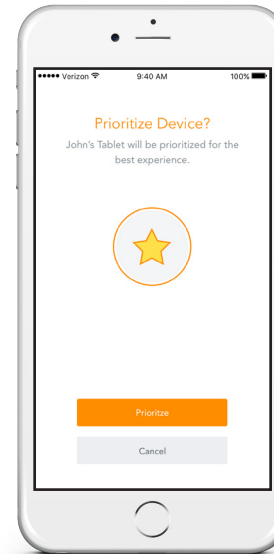 Verizon 9:40 AM 100%
Prioritize Device?
John's Tablet will be prioritized for the
best experience.
Prioritze
Cancel